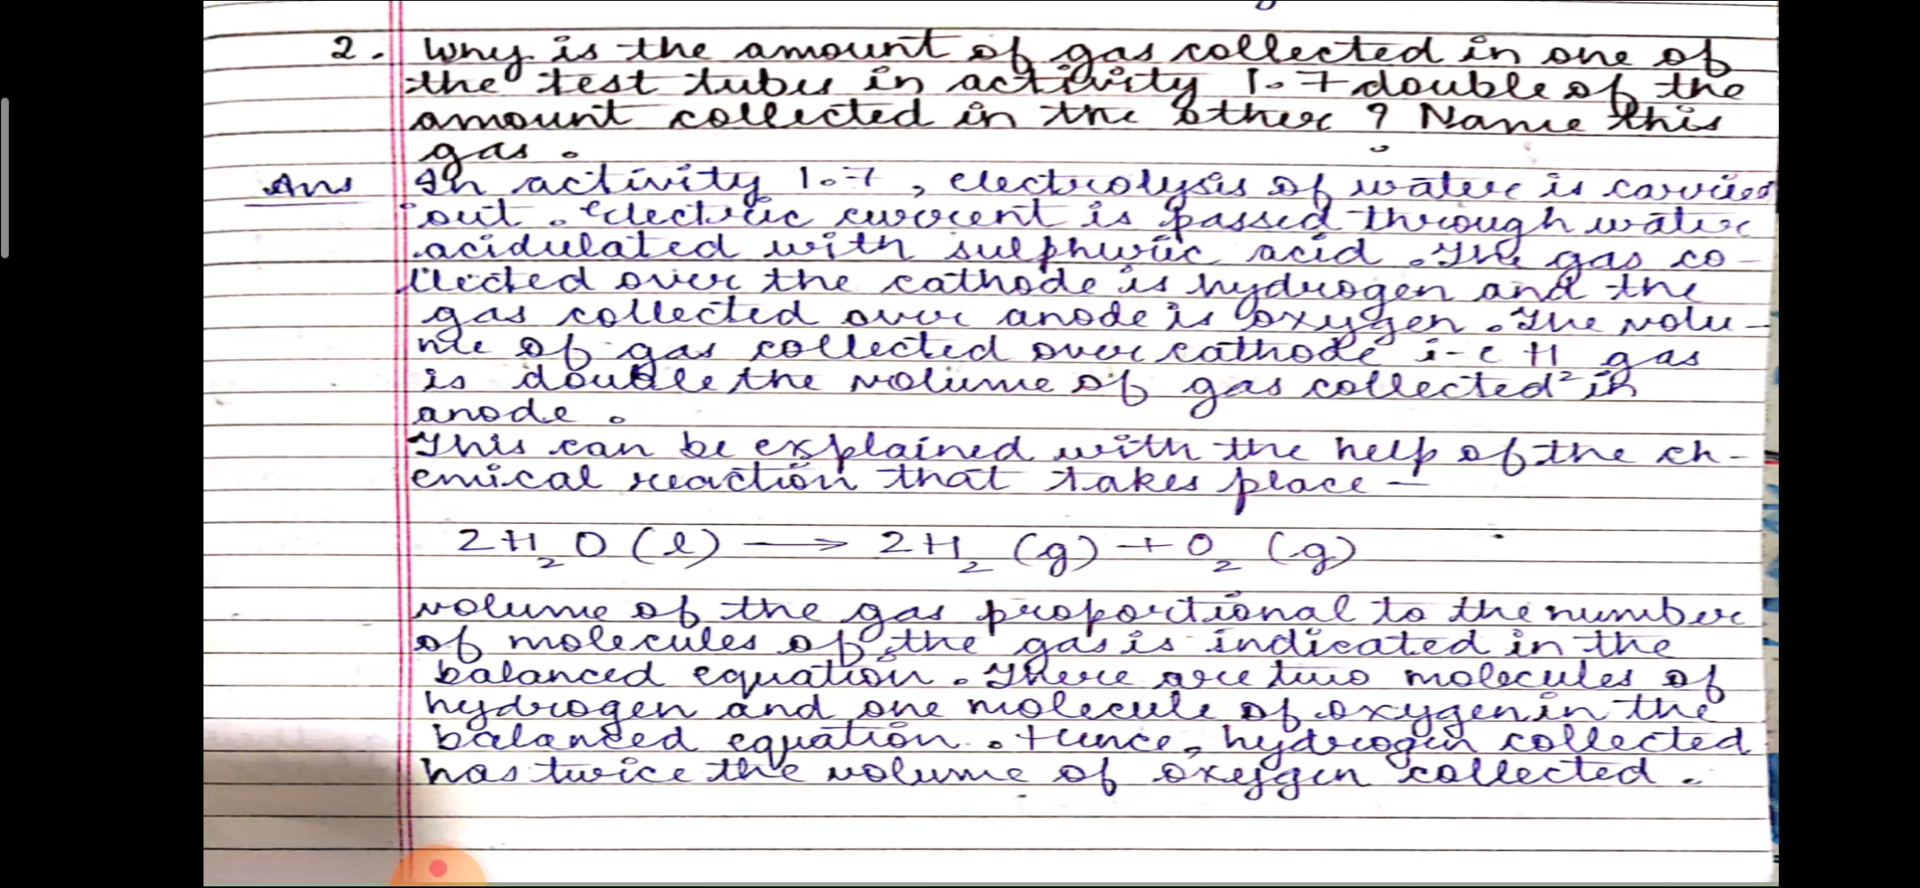 2. Why is the amount of gas collected in one of
the test tubes in activity 1.7 double of the
amount collected in the other ? Name this
gas.
Ans In activity 1.7, electrolysis of water is carried
out. Electric current is passed through water
acidulated with sulphuric acid. The gas co-
llected over the cathode is hydrogen and the
gas collected over anode is oxygen. The volu-
me of gas collected over cathode i-e H₂ gas
is double the volume of gas collected in
anode.
This can be explained with the help of the ch-
emical reaction that takes place –
2H₂O (l) → 2H₂ (g) + O₂ (g)
volume of the gas proportional to the number
of molecules of the gas is indicated in the
balanced equation. There are two molecules of
hydrogen and one molecule of oxygen in the
balanced equation. Hence, hydrogen collected
has twice the volume of oxygen collected.